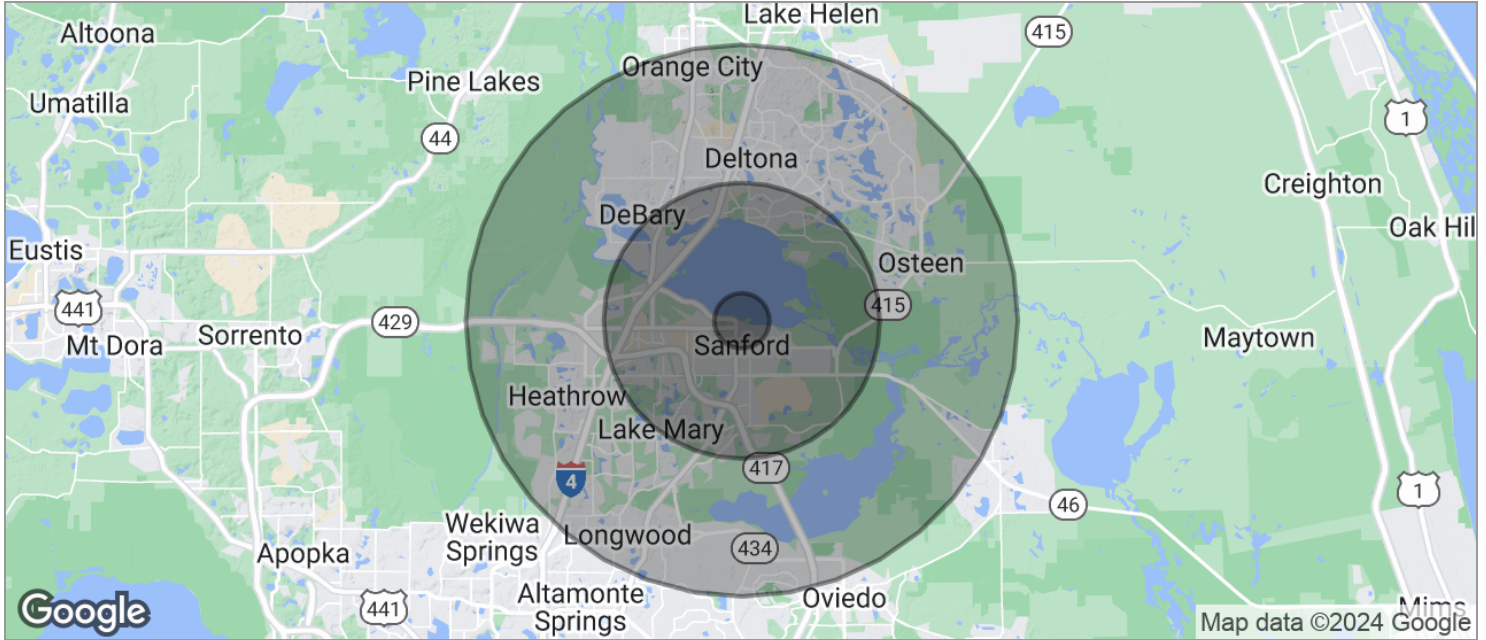 Lake Helen
Altoona
415
Orange City
Pine Lakes
Umatilla
1
44
Deltona
Creighton
DeBary
Oak Hil
Eustis
Osteen
441
415
429
Sorrento
Maytown
Mt Dora
Sanford
Heathrow
Lake Mary
417
4
1
46
Wekiwa
Springs
Longwood
434
Apopka
Altamonte
Springs
Oviedo
441
Mims
Google
Map data ©2024 Google